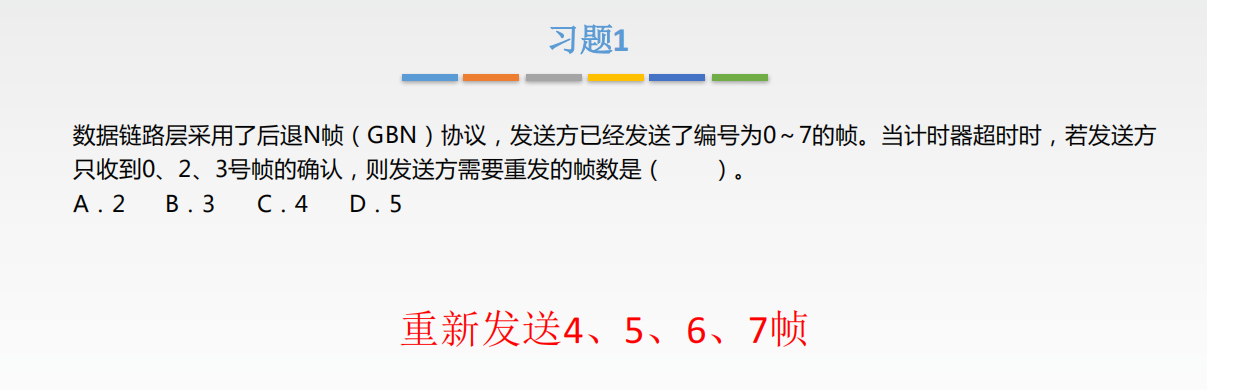 习题1
数据链路层采用了后退N帧（GBN）协议，发送方已经发送了编号为0～7的帧。当计时器超时时，若发送方
只收到0、2、3号帧的确认，则发送方需要重发的帧数是（　　）。
A．2　B．3　C．4　D．5
重新发送4、5、6、7帧